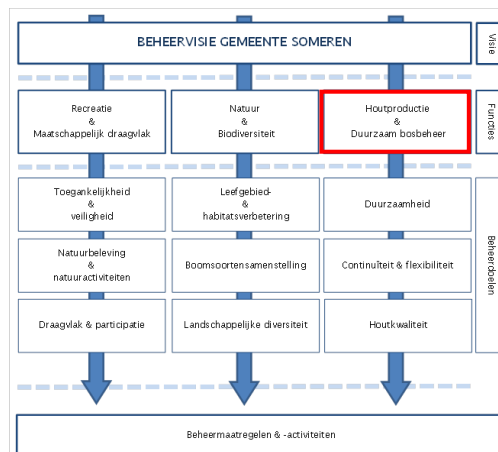 BEHEERVISIE GEMEENTE SOMEREN
Visie
Recreatie
&
Maatschappelijk draagvlak
Natuur
&
Biodiversiteit
Houtproductie
&
Duurzaam bosbeheer
Functies
Toegankelijkheid
&
veiligheid
Leefgebied-
&
habitatsverbetering
Duurzaamheid
Natuurbeleving
&
natuuractiviteiten
Boomsoortensamenstelling
Continuïteit & flexibiliteit
Draagvlak & participatie
Landschappelijke diversiteit
Houtkwaliteit
Beheerdoelen
Beheermaatregelen & -activiteiten